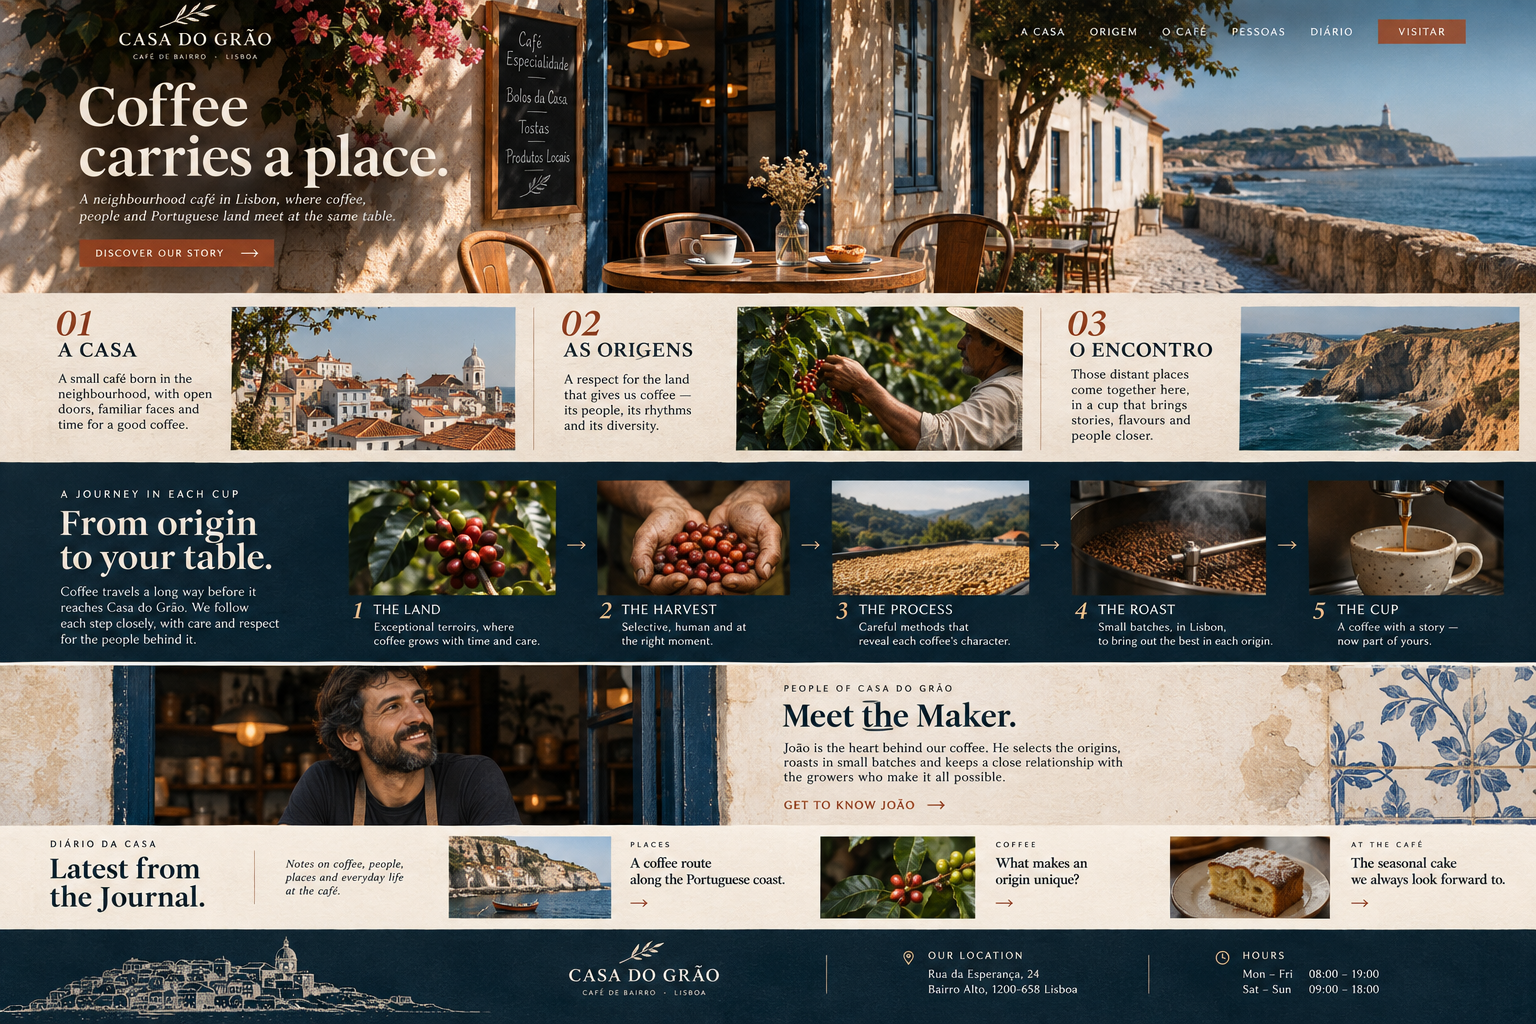 CASA DO GRÃO
CAFÉ DE BAIRRO · LISBOA
A CASA ORIGEM O CAFÉ PESSOAS DIÁRIO VISITAR
Coffee
carries a place.
A neighbourhood café in Lisbon, where coffee,
people and Portuguese land meet at the same table.
DISCOVER OUR STORY →
Café
Especialidade
Bolos da Casa
Tostas
Produtos Locais
01
A CASA
A small café born in the
neighbourhood, with open
doors, familiar faces and
time for a good coffee.
02
AS ORIGENS
A respect for the land
that gives us coffee —
its people, its rhythms
and its diversity.
03
O ENCONTRO
Those distant places
come together here,
in a cup that brings
stories, flavours and
people closer.
A JOURNEY IN EACH CUP
From origin
to your table.
Coffee travels a long way before it
reaches Casa do Grão. We follow
each step closely, with care and respect
for the people behind it.
1 THE LAND
Exceptional terroirs, where
coffee grows with time and care.
2 THE HARVEST
Selective, human and at
the right moment.
3 THE PROCESS
Careful methods that
reveal each coffee's character.
4 THE ROAST
Small batches, in Lisbon,
to bring out the best in each origin.
5 THE CUP
A coffee with a story —
now part of yours.
PEOPLE OF CASA DO GRÃO
Meet the Maker.
João is the heart behind our coffee. He selects the origins,
roasts in small batches and keeps a close relationship with
the growers who make it all possible.
GET TO KNOW JOÃO →
DIÁRIO DA CASA
Latest from
the Journal.
Notes on coffee, people,
places and everyday life
at the café.
PLACES
A coffee route
along the Portuguese coast.
→
COFFEE
What makes an
origin unique?
→
AT THE CAFÉ
The seasonal cake
we always look forward to.
→
CASA DO GRÃO
CAFÉ DE BAIRRO · LISBOA
OUR LOCATION
Rua da Esperança, 24
Bairro Alto, 1200-658 Lisboa
HOURS
Mon – Fri 08:00 – 19:00
Sat – Sun 09:00 – 18:00